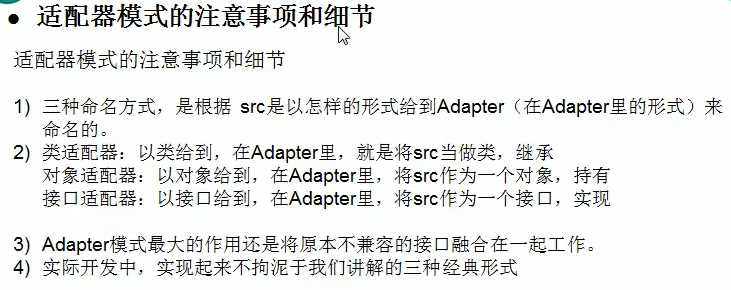 ● 适配器模式的注意事项和细节
适配器模式的注意事项和细节
1) 三种命名方式，是根据 src是以怎样的形式给到Adapter（在Adapter里的形式）来
命名的。
2) 类适配器：以类给到，在Adapter里，就是将src当做类，继承
对象适配器：以对象给到，在Adapter里，将src作为一个对象，持有
接口适配器：以接口给到，在Adapter里，将src作为一个接口，实现
3) Adapter模式最大的作用还是将原本不兼容的接口融合在一起工作。
4) 实际开发中，实现起来不拘泥于我们讲解的三种经典形式